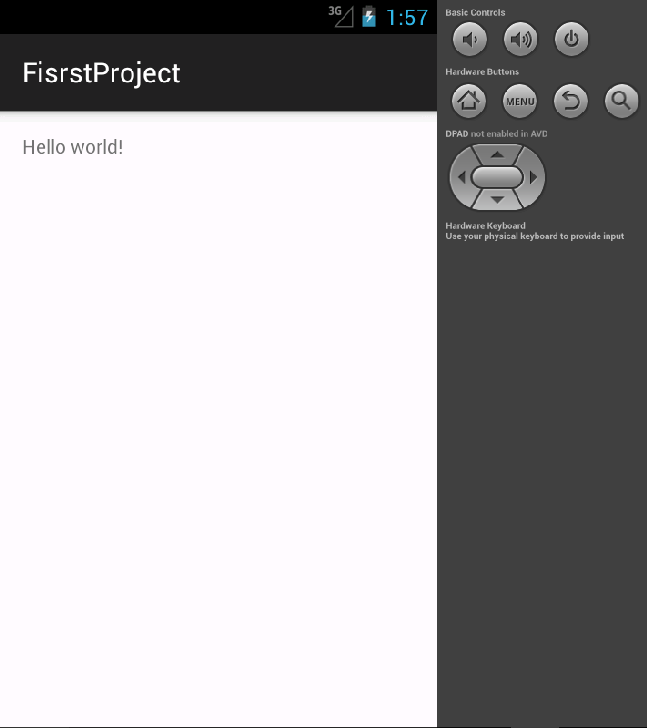 3G 1:57
FisrstProject
Hello world!
Basic Controls
Hardware Buttons
MENU
DPAD not enabled in AVD
Hardware Keyboard
Use your physical keyboard to provide input